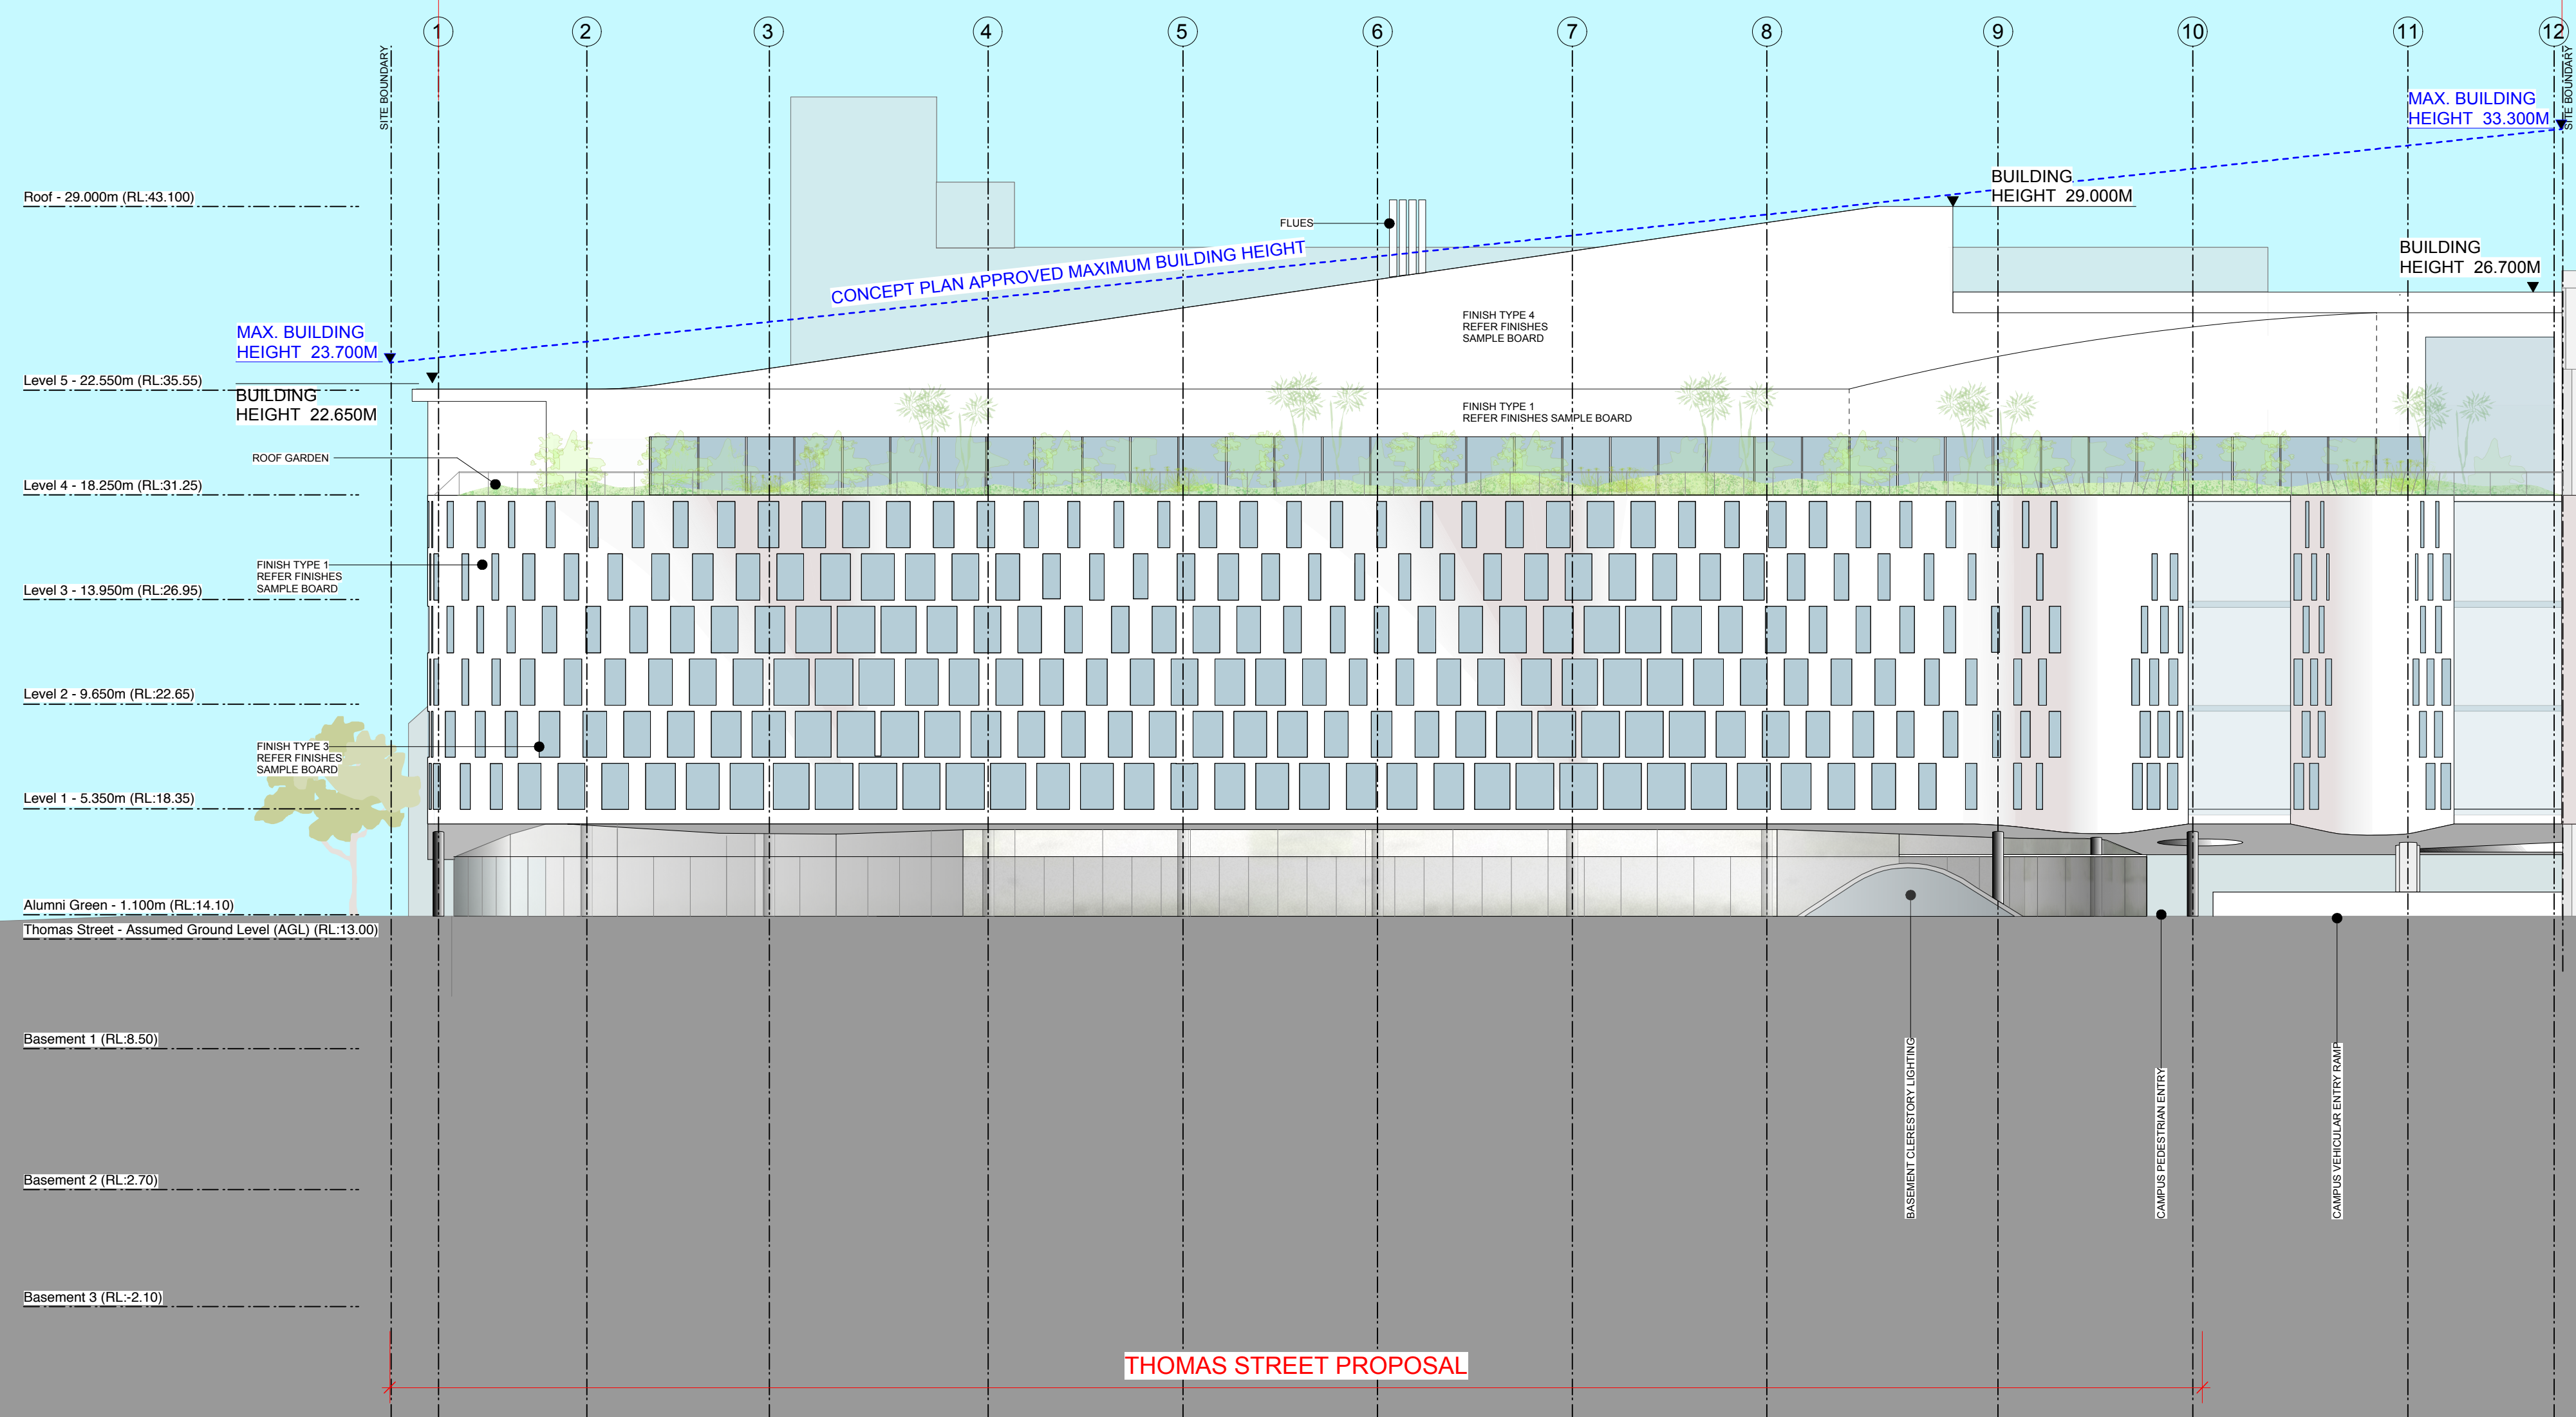 1
2
3
4
5
6
7
8
9
10
11
12
SITE BOUNDARY
SITE BOUNDARY
MAX. BUILDING
HEIGHT 33.300M
BUILDING
HEIGHT 29.000M
Roof - 29.000m (RL:43.100)
FLUES
BUILDING
HEIGHT 26.700M
CONCEPT PLAN APPROVED MAXIMUM BUILDING HEIGHT
FINISH TYPE 4
REFER FINISHES
SAMPLE BOARD
MAX. BUILDING
HEIGHT 23.700M
Level 5 - 22.550m (RL:35.55)
BUILDING
HEIGHT 22.650M
FINISH TYPE 1
REFER FINISHES SAMPLE BOARD
ROOF GARDEN
Level 4 - 18.250m (RL:31.25)
FINISH TYPE 1
REFER FINISHES
SAMPLE BOARD
Level 3 - 13.950m (RL:26.95)
Level 2 - 9.650m (RL:22.65)
FINISH TYPE 3
REFER FINISHES
SAMPLE BOARD
Level 1 - 5.350m (RL:18.35)
Alumni Green - 1.100m (RL:14.10)
Thomas Street - Assumed Ground Level (AGL) (RL:13.00)
Basement 1 (RL:8.50)
BASEMENT CLERESTORY LIGHTING
CAMPUS PEDESTRIAN ENTRY
CAMPUS VEHICULAR ENTRY RAMP
Basement 2 (RL:2.70)
Basement 3 (RL:-2.10)
THOMAS STREET PROPOSAL